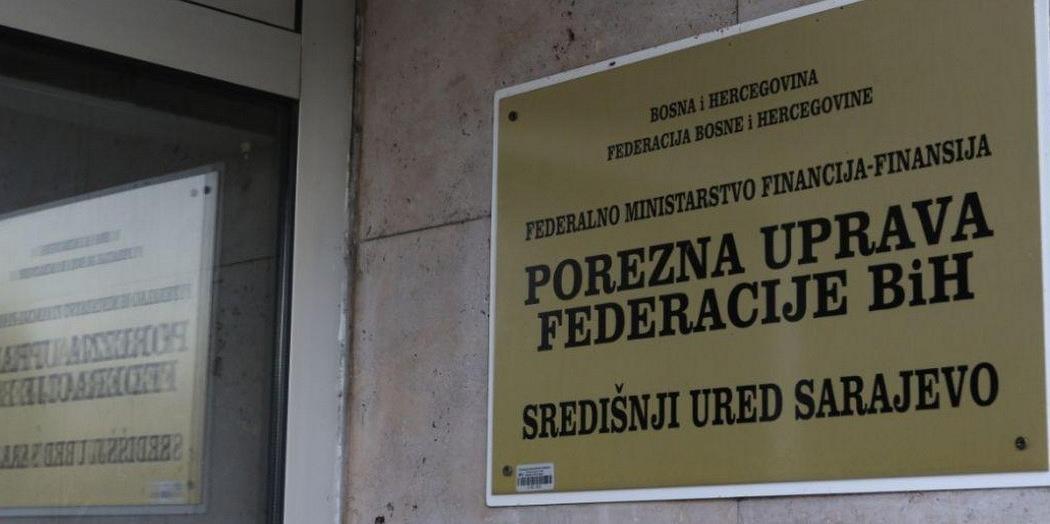 BOSNA i HERCEGOVINA
FEDERACIJA BOSNE i HERCEGOVINE
FEDERALNO MINISTARSTVO FINANCIJA-FINANSIJA
POREZNA UPRAVA
FEDERACIJE BiH
SREDIŠNJI URED SARAJEVO